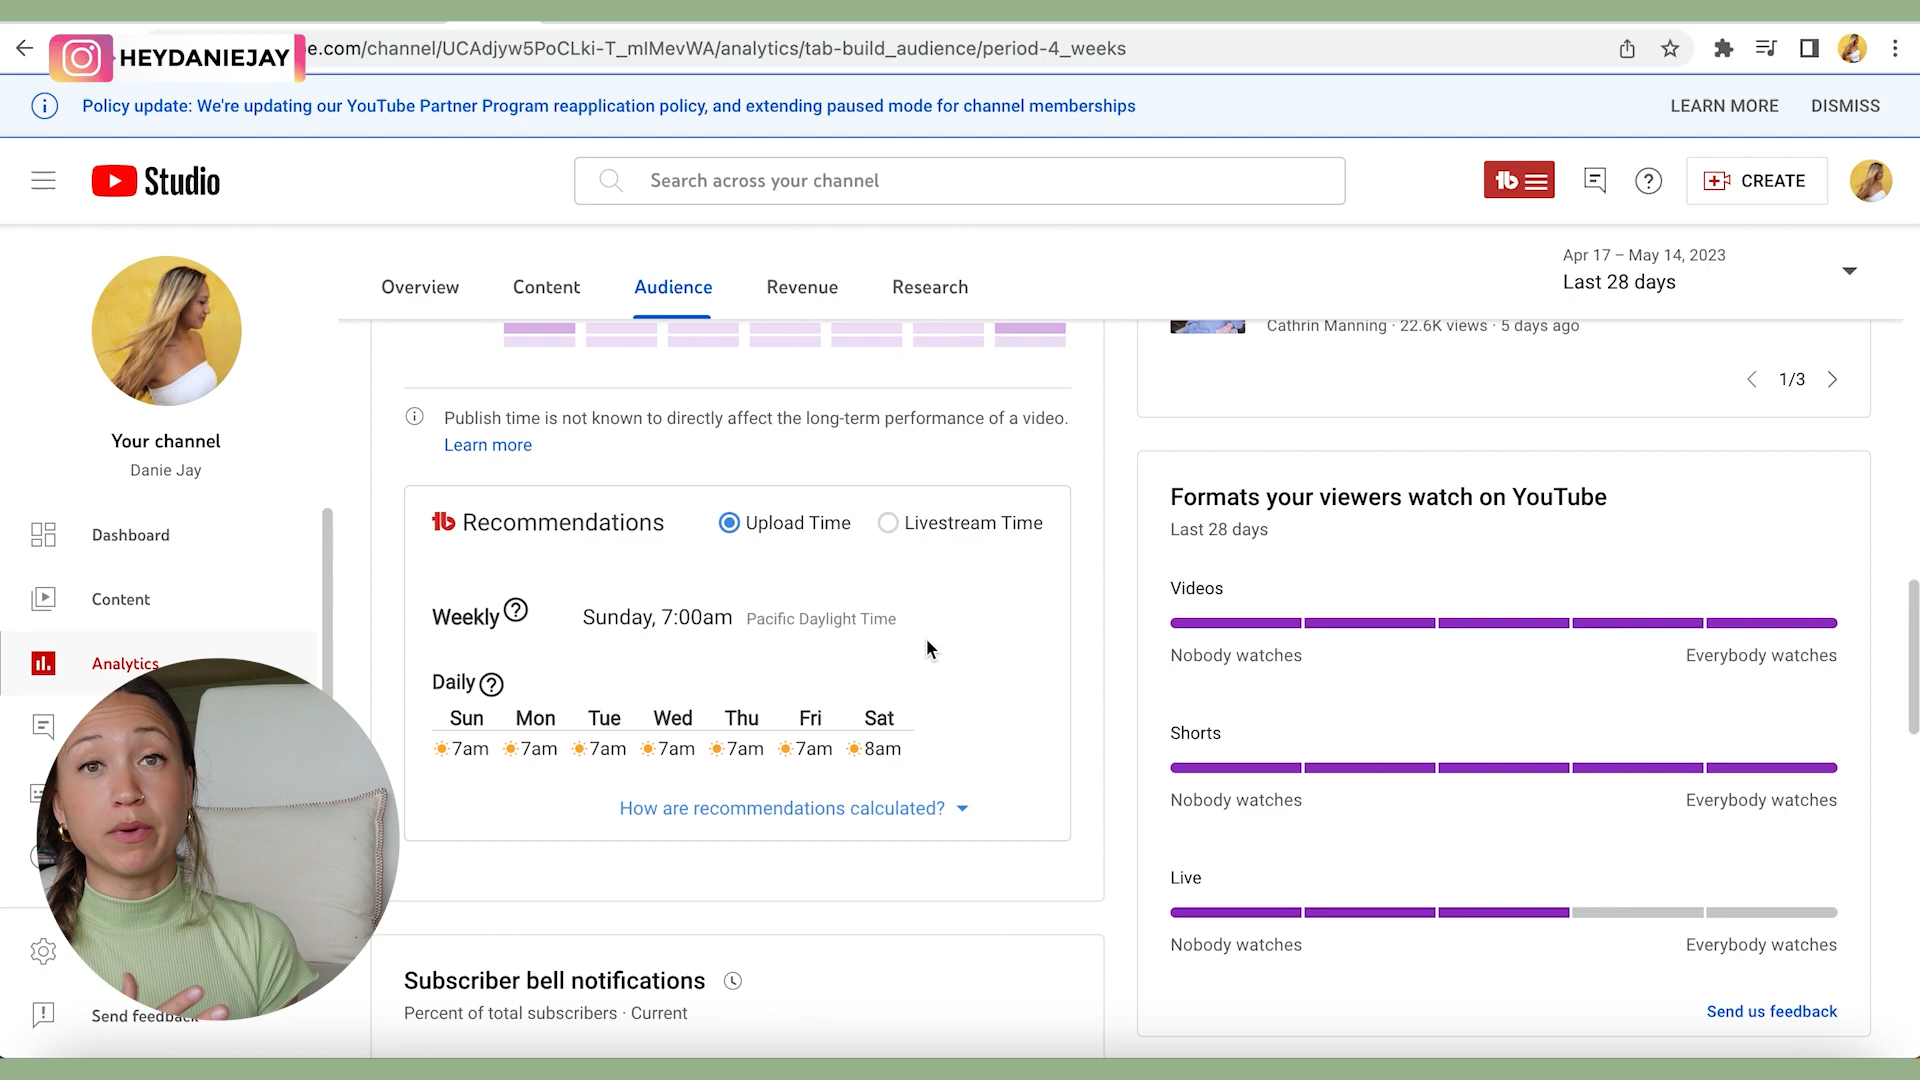 HEYDANIEJAY
e.com/channel/UCAdjyw5PoCLki-T_mIMevWA/analytics/tab-build_audience/period-4_weeks
Policy update: We're updating our YouTube Partner Program reapplication policy, and extending paused mode for channel memberships
LEARN MORE
DISMISS
Studio
Search across your channel
CREATE
Overview
Content
Audience
Revenue
Research
Apr 17 – May 14, 2023
Last 28 days
Your channel
Danie Jay
Dashboard
Content
Analytics
Send feedback
Publish time is not known to directly affect the long-term performance of a video.
Learn more
Recommendations
Upload Time
Livestream Time
Weekly
Sunday, 7:00am Pacific Daylight Time
Daily
Sun Mon Tue Wed Thu Fri Sat
7am 7am 7am 7am 7am 7am 8am
How are recommendations calculated?
Subscriber bell notifications
Percent of total subscribers · Current
Cathrin Manning · 22.6K views · 5 days ago
1/3
Formats your viewers watch on YouTube
Last 28 days
Videos
Nobody watches Everybody watches
Shorts
Nobody watches Everybody watches
Live
Nobody watches Everybody watches
Send us feedback